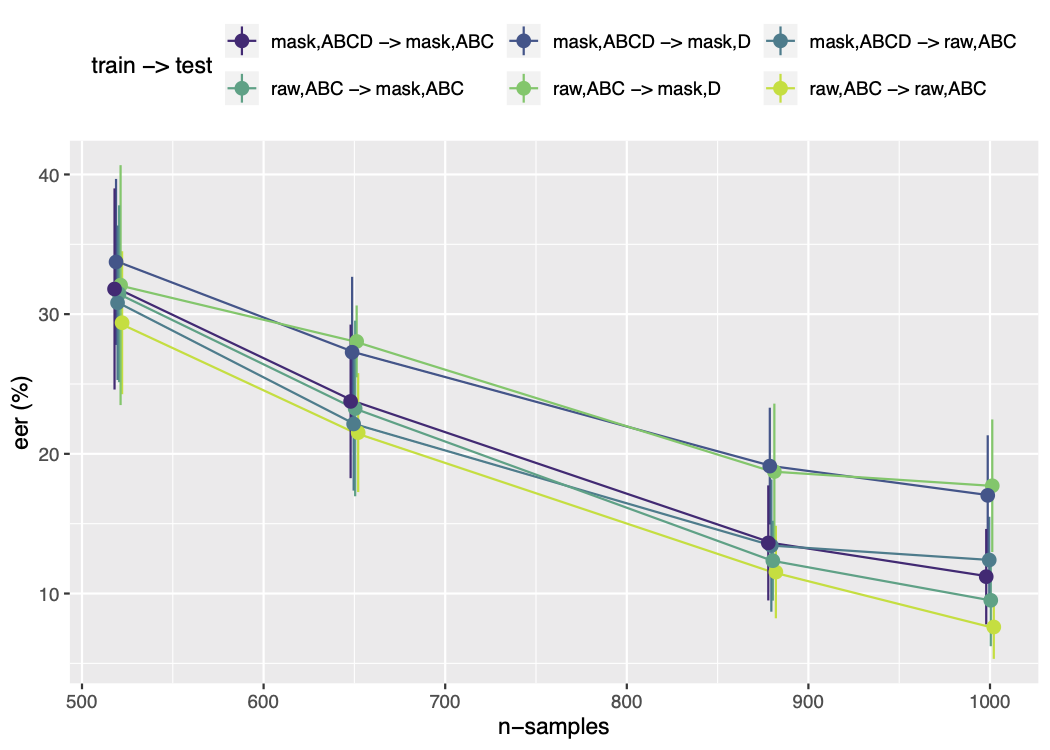 mask,ABCD −> mask,ABC mask,ABCD −> mask,D mask,ABCD −> raw,ABC
train −> test
raw,ABC −> mask,ABC raw,ABC −> mask,D raw,ABC −> raw,ABC
40
30
20
10
eer (%)
500 600 700 800 900 1000
n−samples